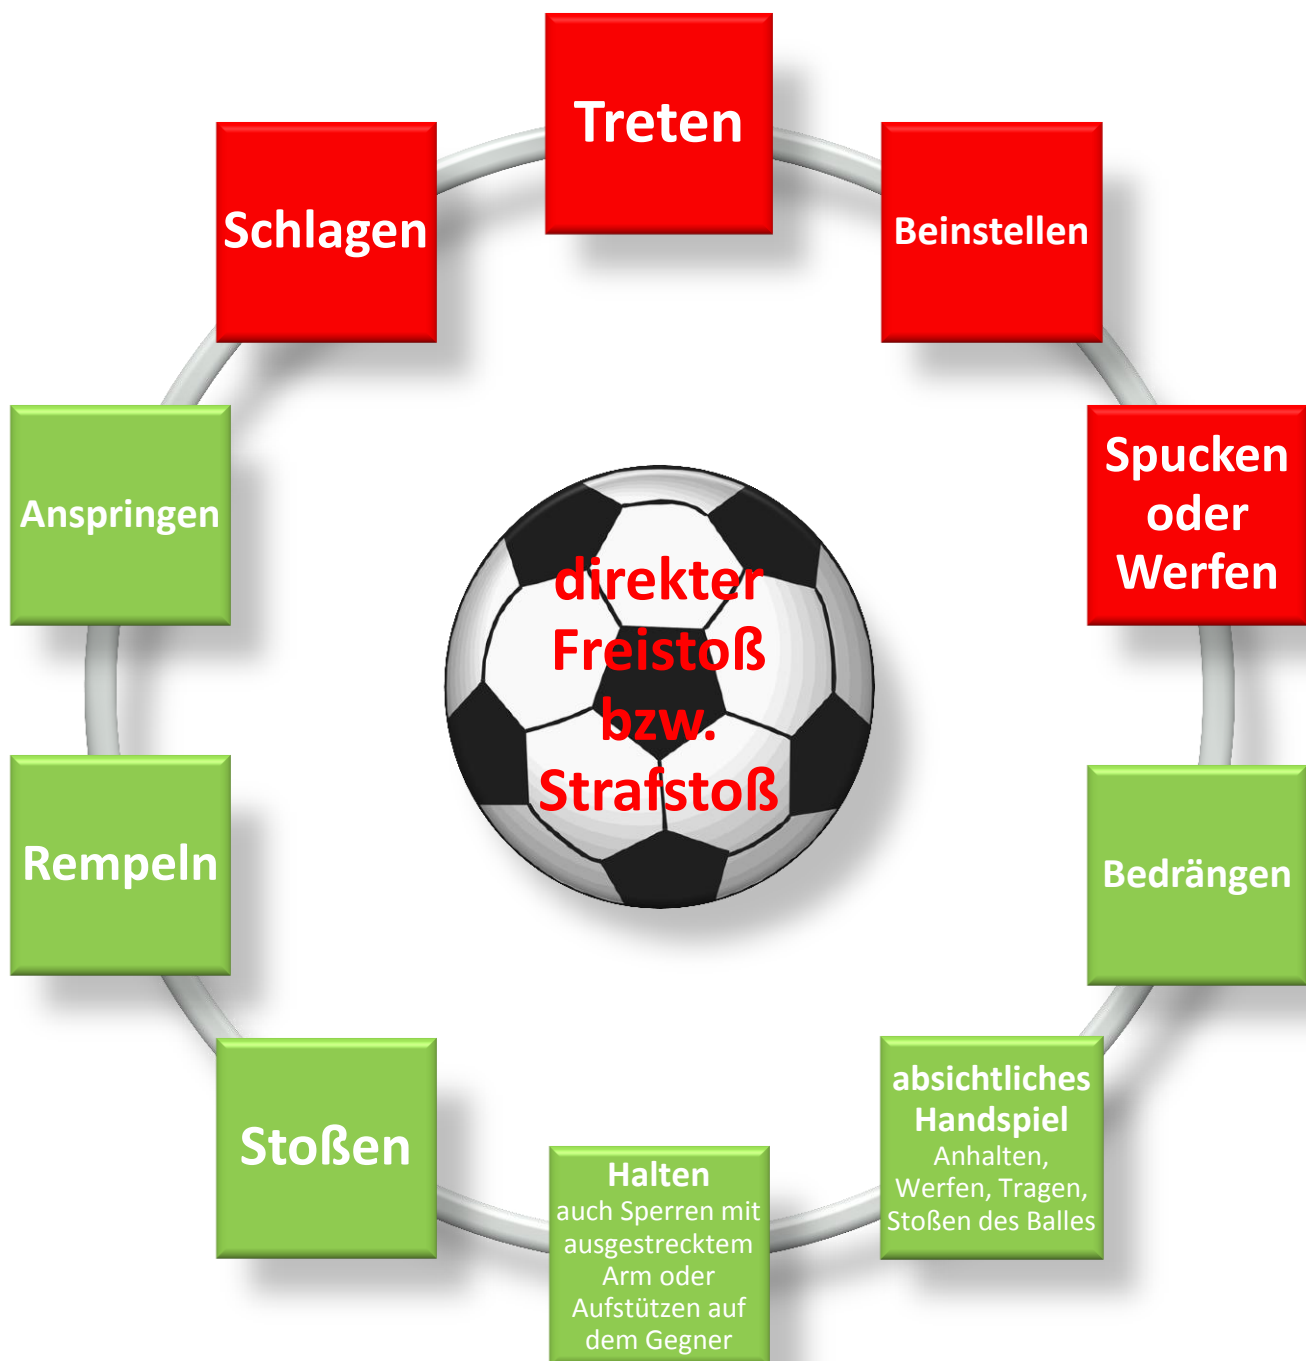 Treten
Schlagen
Beinstellen
Spucken
oder
Werfen
Anspringen
direkter
Freistoß
bzw.
Strafstoß
Rempeln
Bedrängen
Stoßen
absichtliches
Handspiel
Anhalten,
Werfen, Tragen,
Stoßen des Balles
Halten
auch Sperren mit
ausgestrecktem
Arm oder
Aufstützen auf
dem Gegner